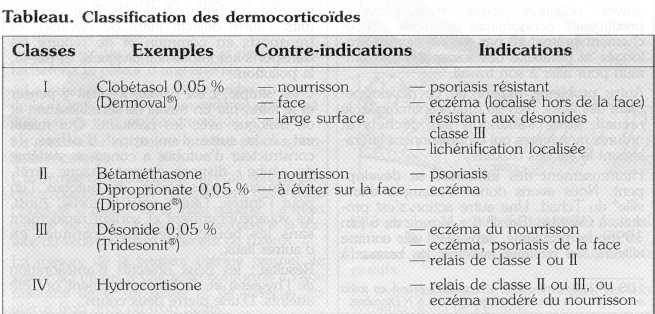 Tableau. Classification des dermocorticoïdes
Classes Exemples Contre-indications Indications
I Clobétasol 0,05 % — nourrisson — psoriasis résistant
(Dermoval®) — face — eczéma (localisé hors de la face)
— large surface résistant aux désonides
classe III
— lichénification localisée
II Bétaméthasone — nourrisson — psoriasis
Diproprionate 0,05 % — à éviter sur la face — eczéma
(Diprosone®)
III Désonide 0,05 % — eczéma du nourrisson
(Tridesonit®) — eczéma, psoriasis de la face
— relais de classe I ou II
IV Hydrocortisone — relais de classe II ou III, ou
eczéma modéré du nourrisson